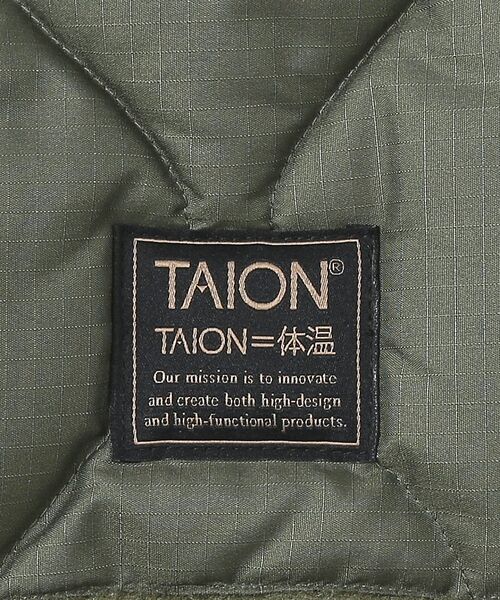 TAION®
TAION=体温
Our mission is to innovate
and create both high-design
and high-functional products.